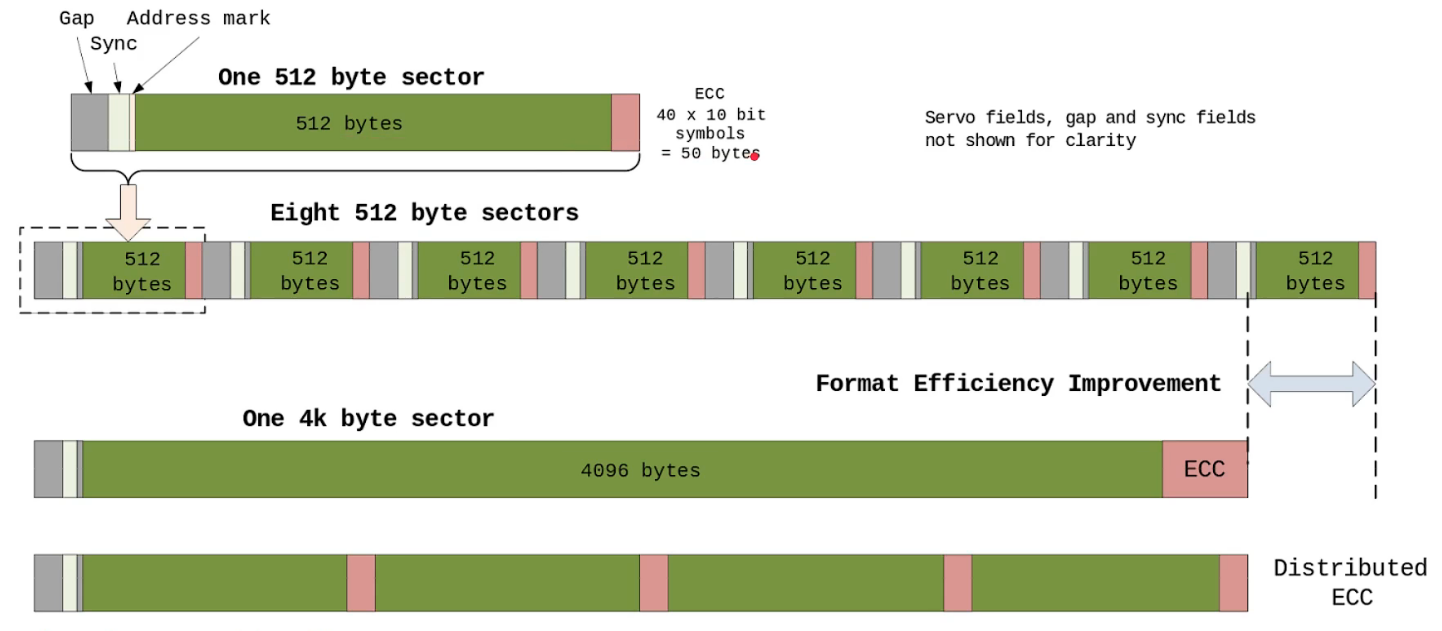 Gap
Address mark
Sync
One 512 byte sector
512 bytes
ECC
40 x 10 bit
symbols
= 50 bytes
Servo fields, gap and sync fields
not shown for clarity
Eight 512 byte sectors
512
bytes
512
bytes
512
bytes
512
bytes
512
bytes
512
bytes
512
bytes
512
bytes
Format Efficiency Improvement
One 4k byte sector
4096 bytes
ECC
Distributed
ECC